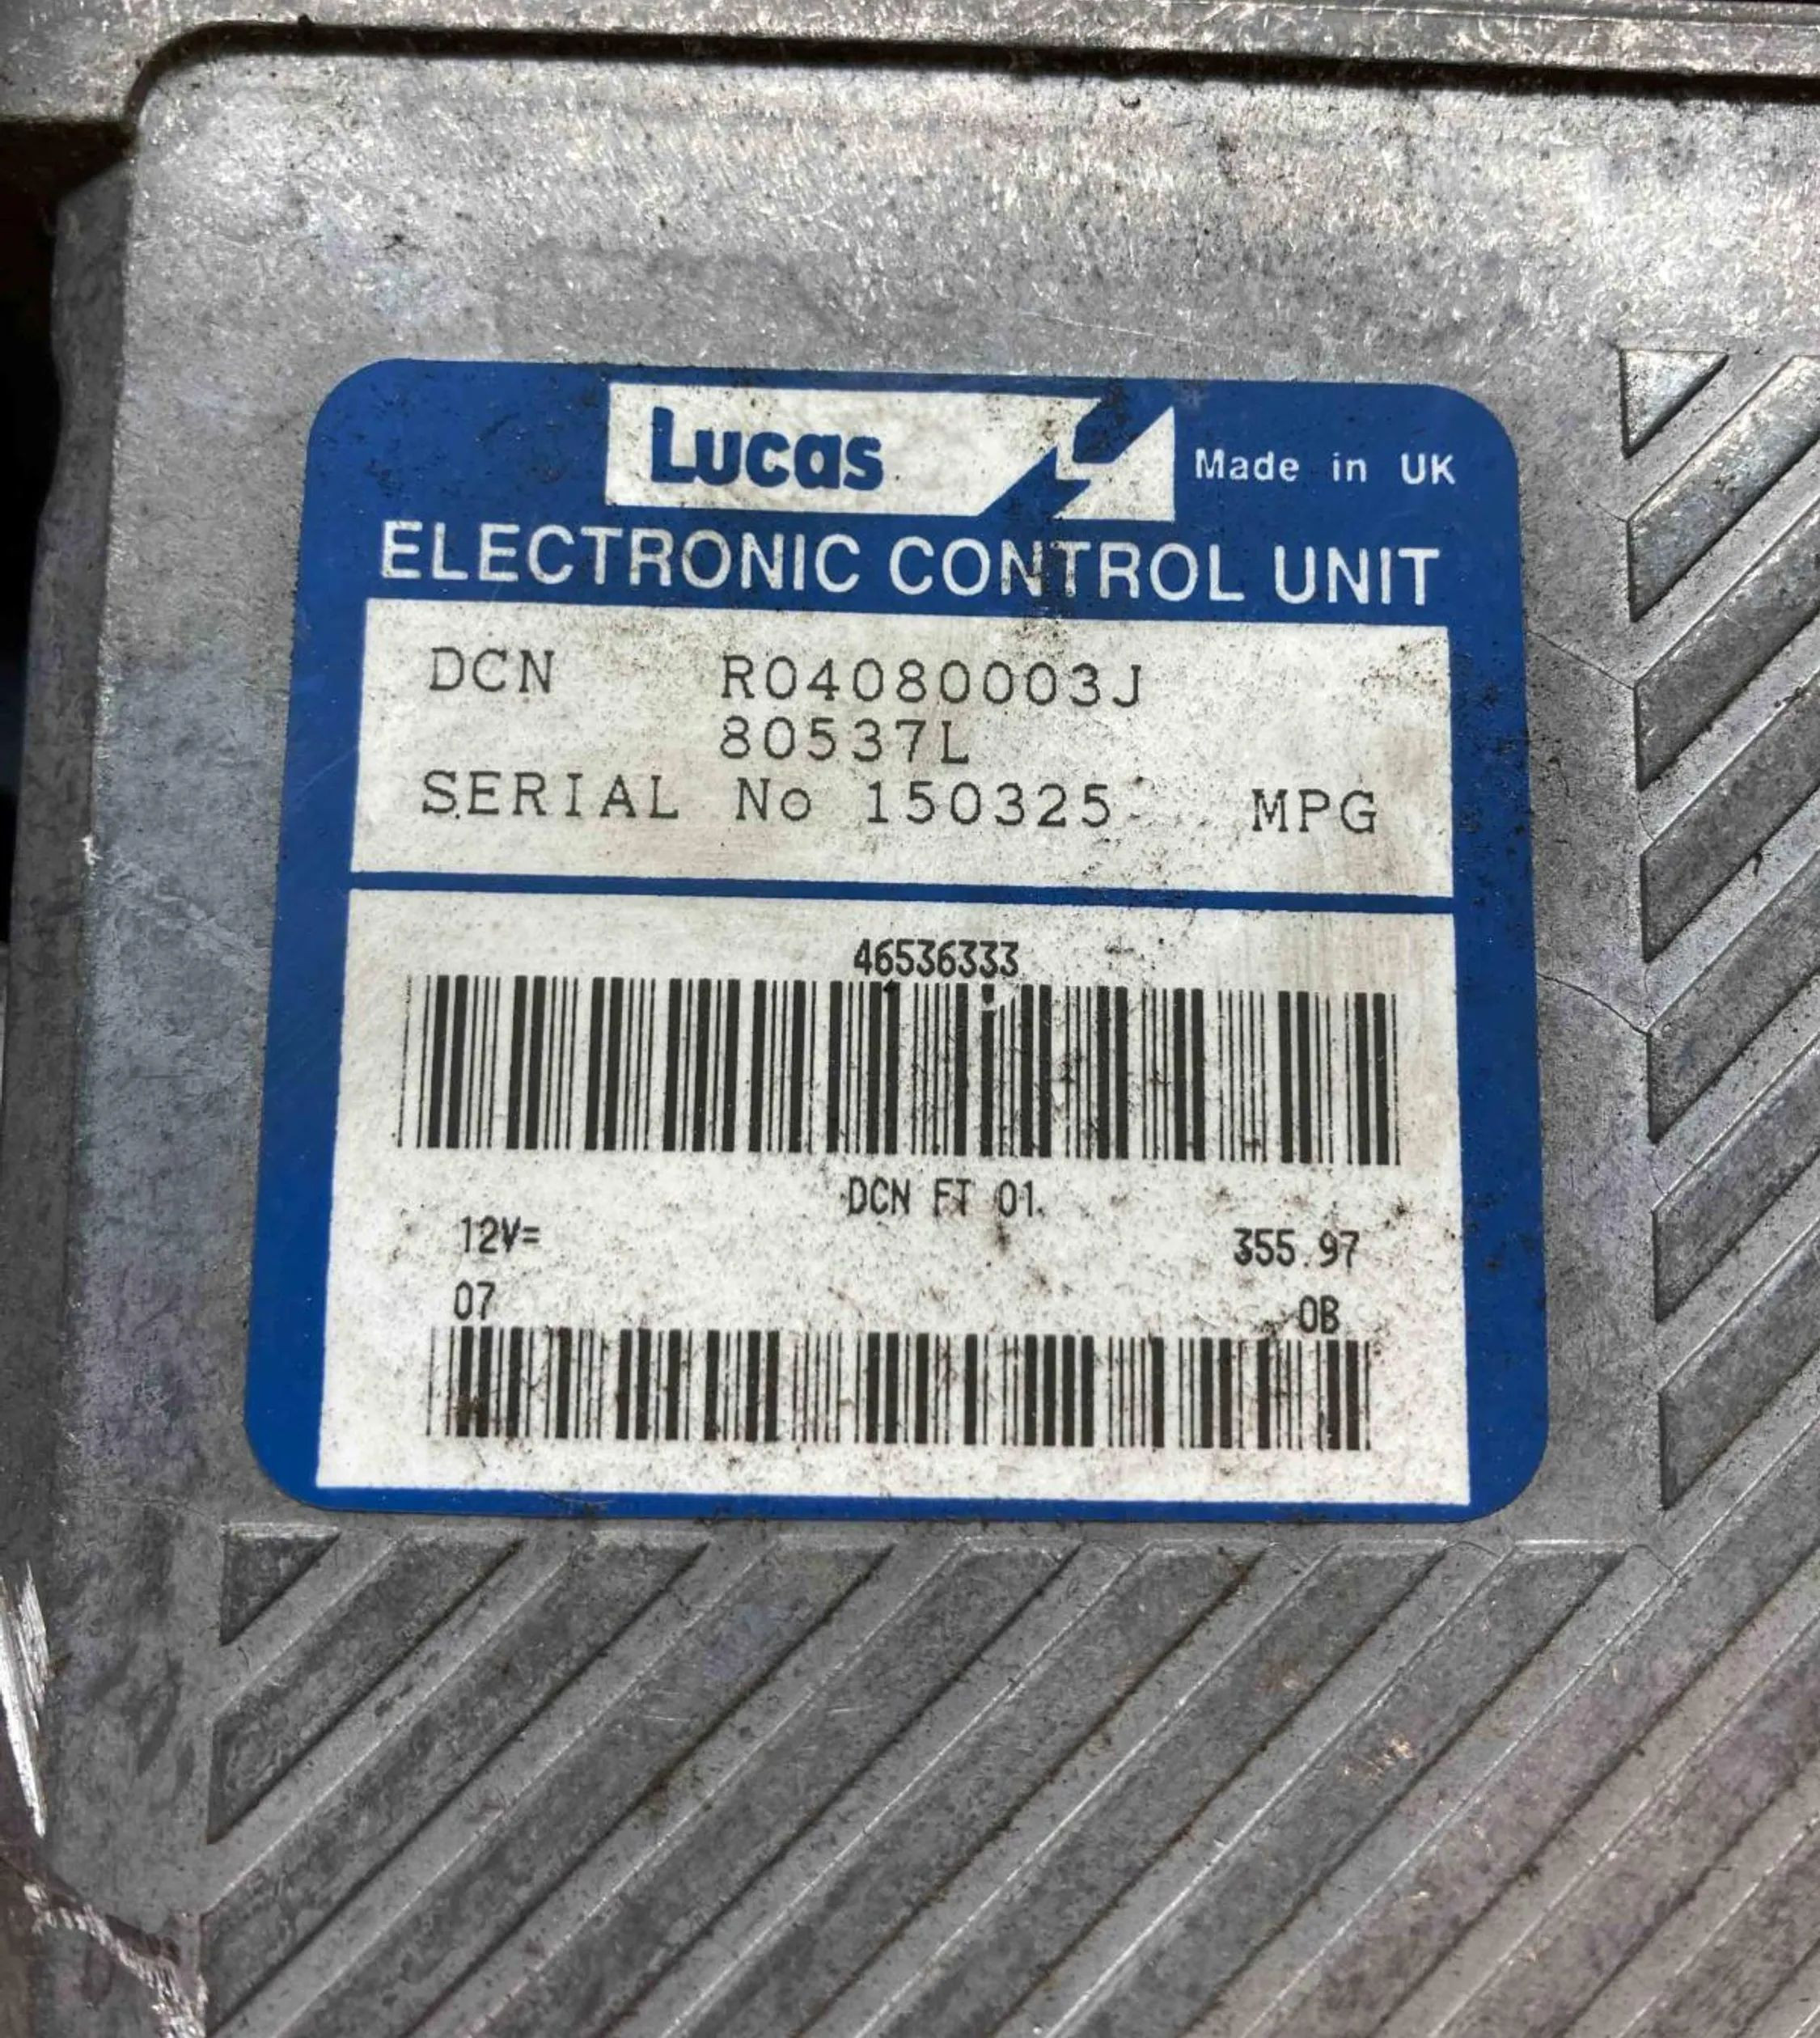 Lucas Made in UK
ELECTRONIC CONTROL UNIT
DCN R04080003J
80537L
SERIAL No 150325 MPG
46536333
DCN FT 01
12V= 355.97
07 0B